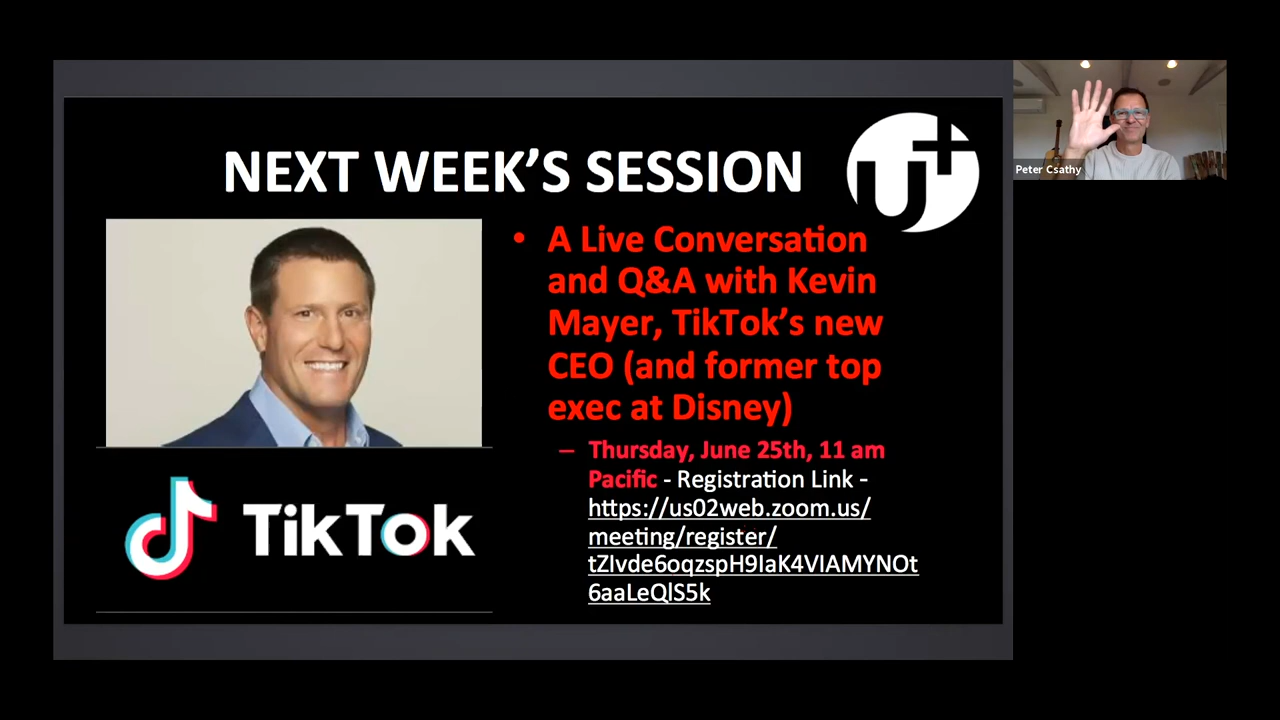 NEXT WEEK’S SESSION
U+
• A Live Conversation
and Q&A with Kevin
Mayer, TikTok’s new
CEO (and former top
exec at Disney)
– Thursday, June 25th, 11 am
Pacific - Registration Link -
https://us02web.zoom.us/
meeting/register/
tZIvde6oqzspH9IaK4VIAMYNOt
6aaLeQlS5k
TikTok
Peter Csathy